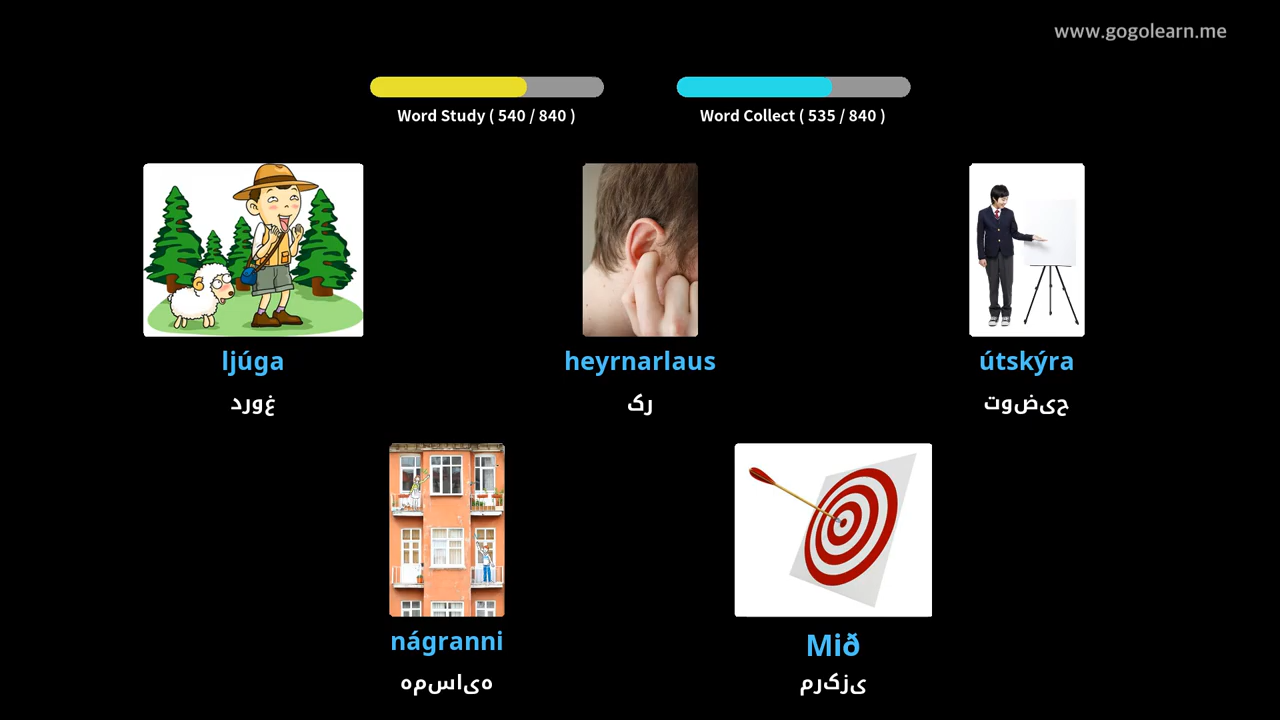 www.gogolearn.me
Word Study ( 540 / 840 )
Word Collect ( 535 / 840 )
ljúga
غورد
heyrnarlaus
رک
útskýra
حیضوت
nágranni
هیاسمه
Mið
یزکرم